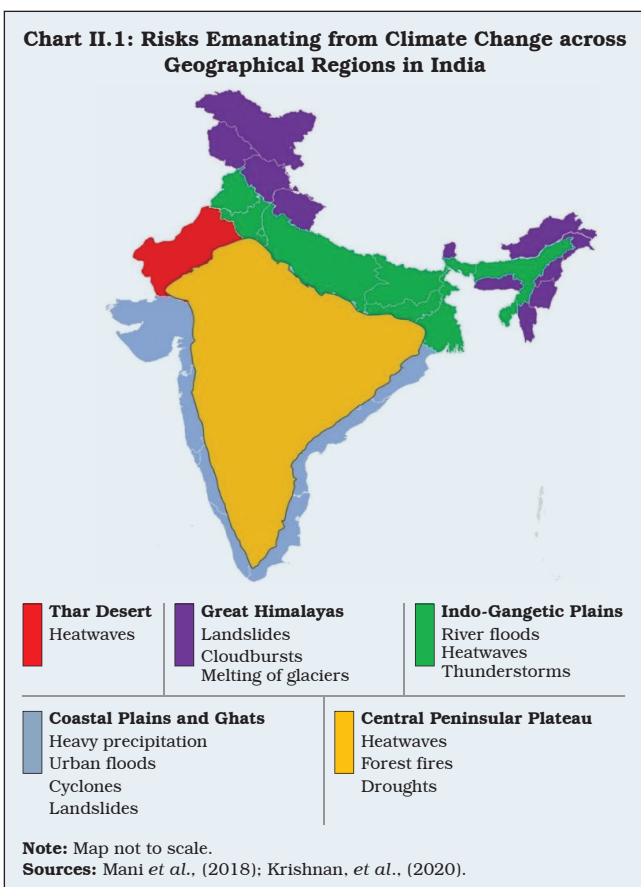 Chart II.1: Risks Emanating from Climate Change across
Geographical Regions in India
Thar Desert
Heatwaves
Great Himalayas
Landslides
Cloudbursts
Melting of glaciers
Indo-Gangetic Plains
River floods
Heatwaves
Thunderstorms
Coastal Plains and Ghats
Heavy precipitation
Urban floods
Cyclones
Landslides
Central Peninsular Plateau
Heatwaves
Forest fires
Droughts
Note: Map not to scale.
Sources: Mani et al., (2018); Krishnan, et al., (2020).